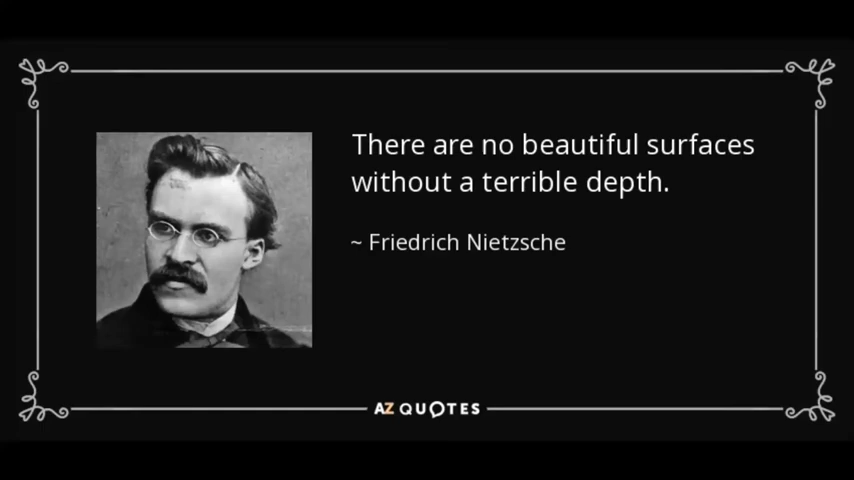 There are no beautiful surfaces
without a terrible depth.
~ Friedrich Nietzsche
AZ QUOTES